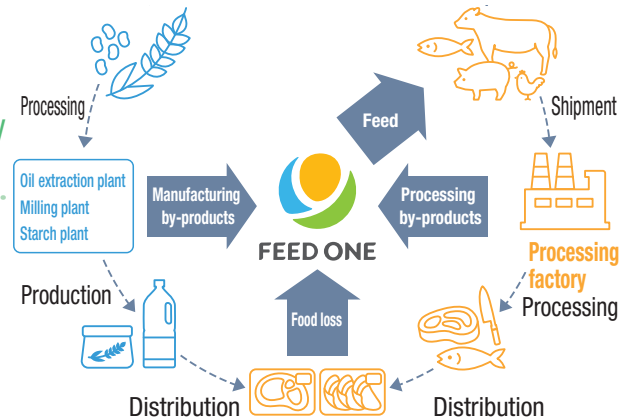 Processing
Shipment
Feed
Oil extraction plant
Milling plant
Starch plant
Manufacturing
by-products
Processing
by-products
FEED ONE
Processing
factory
Production
Processing
Food loss
Distribution
Distribution